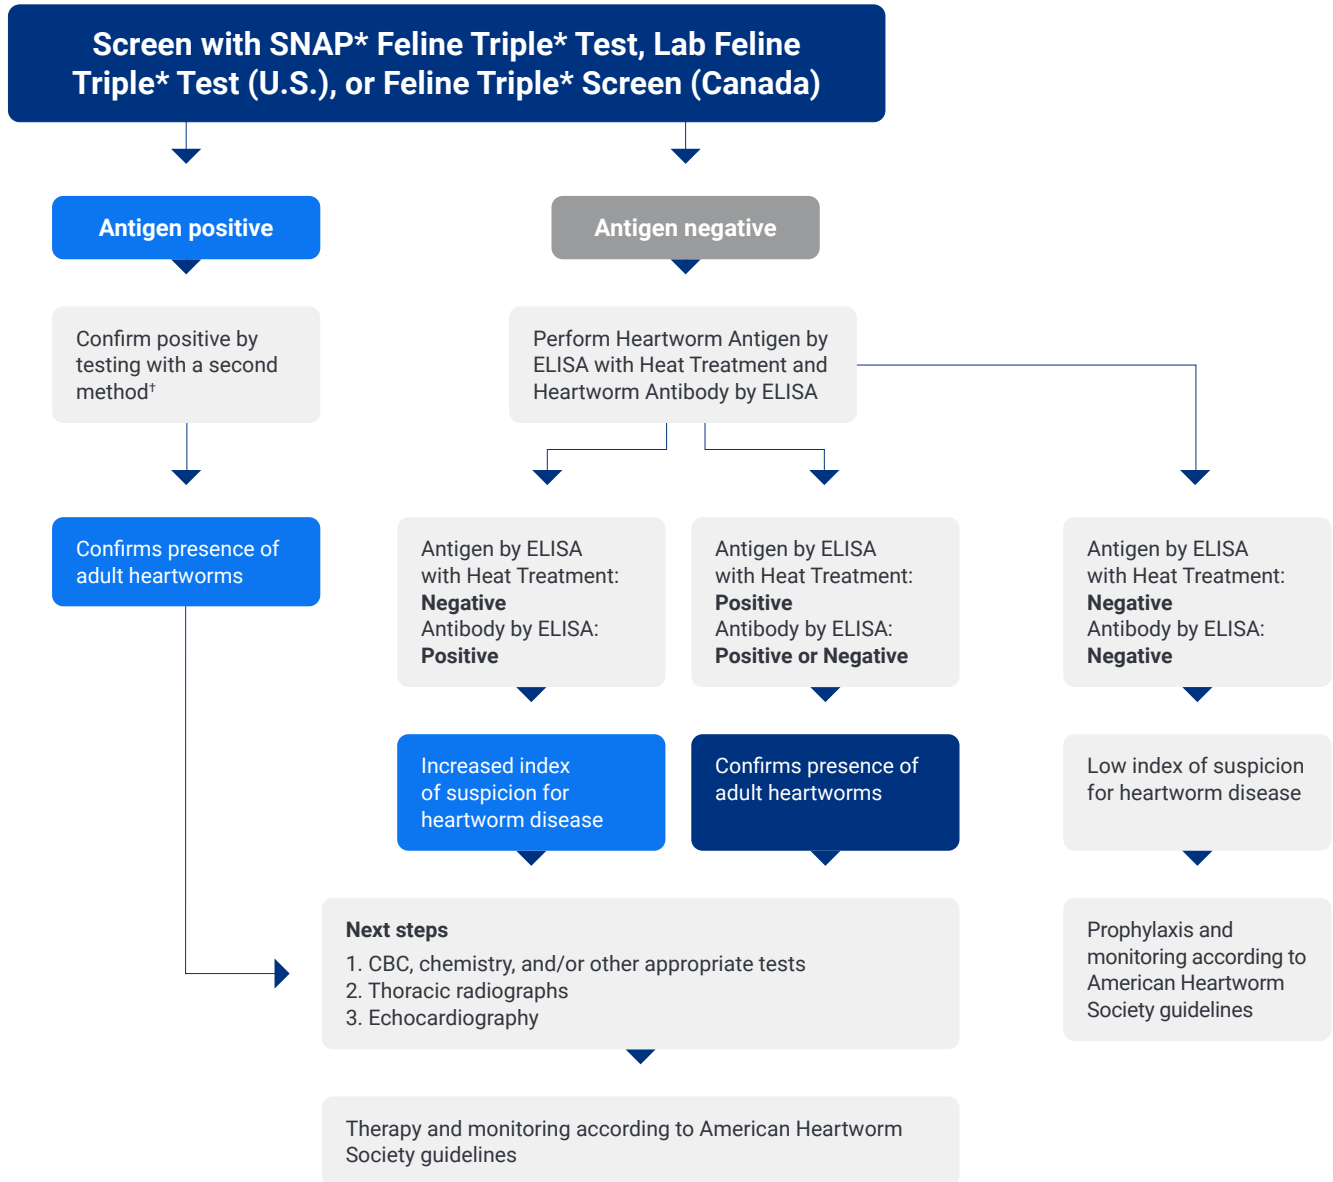 Screen with SNAP* Feline Triple* Test, Lab Feline
Triple* Test (U.S.), or Feline Triple* Screen (Canada)
Antigen positive
Antigen negative
Confirm positive by
testing with a second
method†
Perform Heartworm Antigen by
ELISA with Heat Treatment and
Heartworm Antibody by ELISA
Confirms presence of
adult heartworms
Antigen by ELISA
with Heat Treatment:
Negative
Antibody by ELISA:
Positive
Antigen by ELISA
with Heat Treatment:
Positive
Antibody by ELISA:
Positive or Negative
Antigen by ELISA
with Heat Treatment:
Negative
Antibody by ELISA:
Negative
Increased index
of suspicion for
heartworm disease
Confirms presence of
adult heartworms
Low index of suspicion
for heartworm disease
Next steps
1. CBC, chemistry, and/or other appropriate tests
2. Thoracic radiographs
3. Echocardiography
Prophylaxis and
monitoring according to
American Heartworm
Society guidelines
Therapy and monitoring according to American Heartworm
Society guidelines